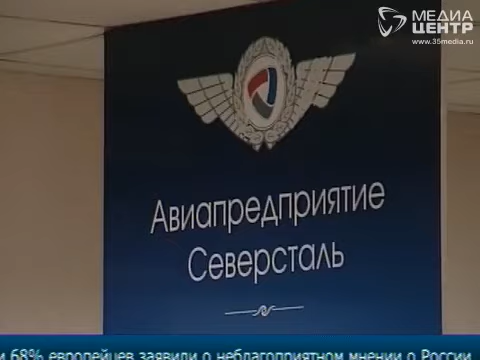 МЕДИА
ЦЕНТР
www.35media.ru
Авиапредприятие
Северсталь
и 68% европейцев заявили о неблагоприятном мнении о России